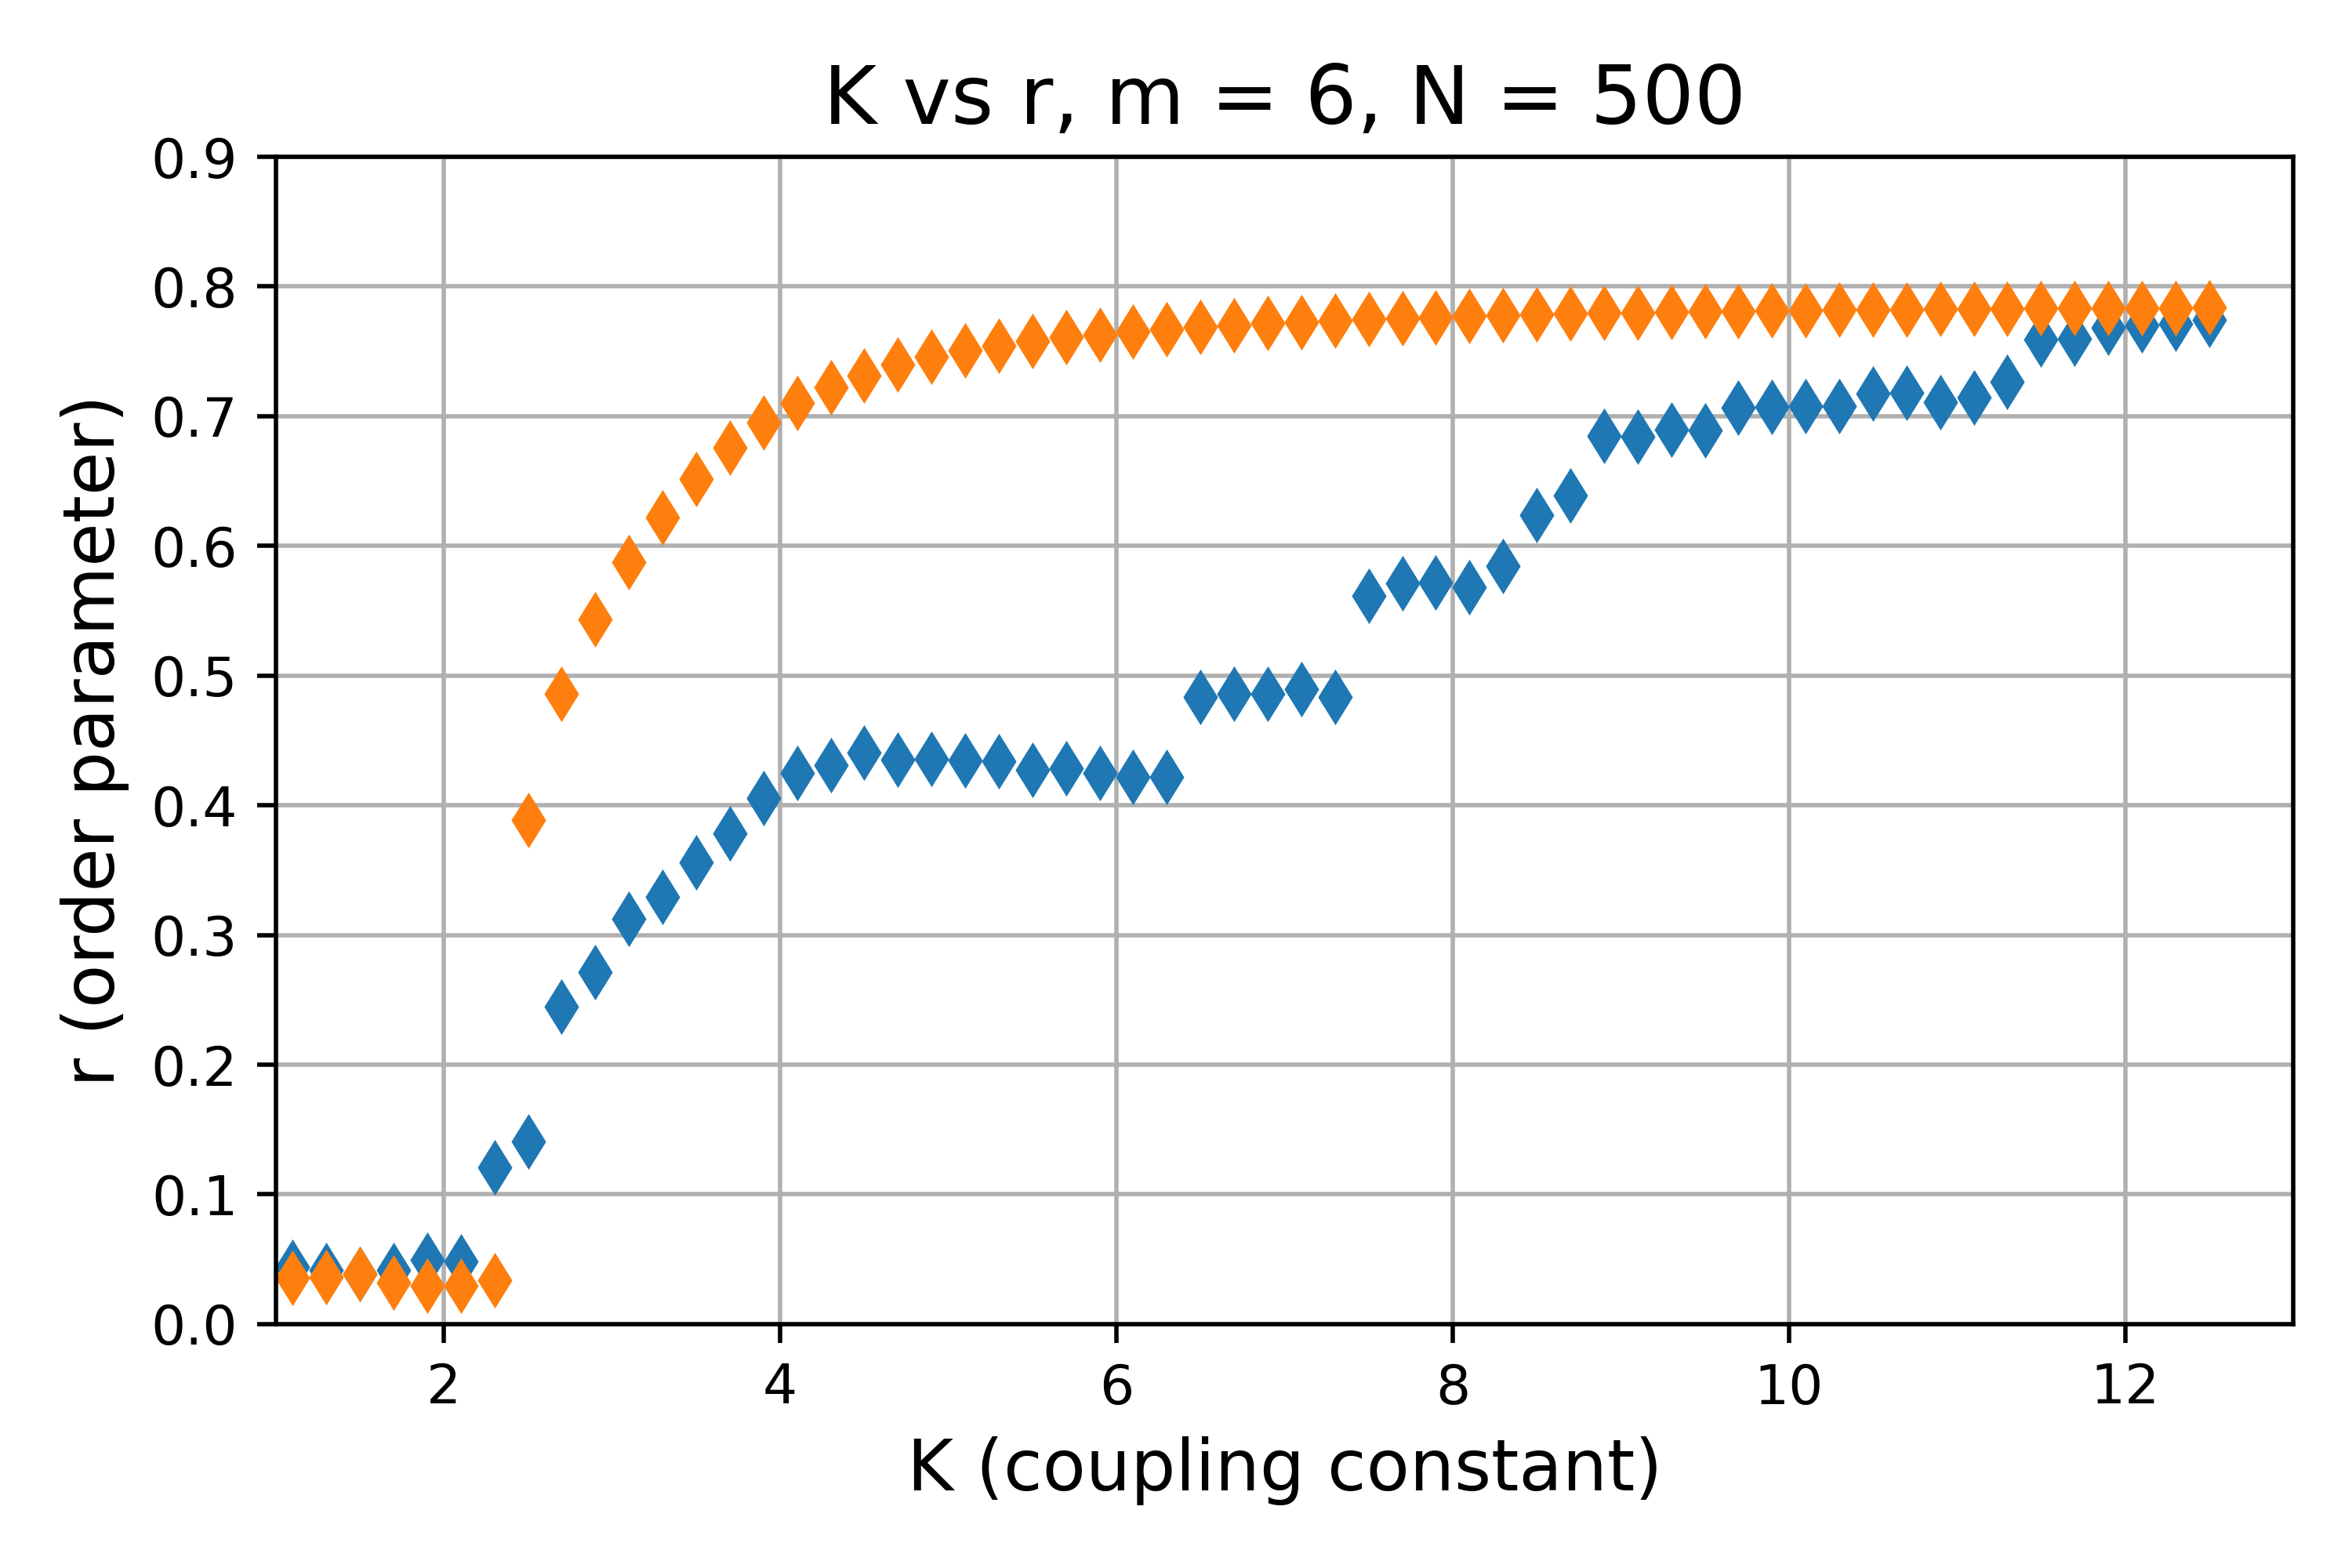 K vs r, m = 6, N = 500
r (order parameter)
0.9
0.8
0.7
0.6
0.5
0.4
0.3
0.2
0.1
0.0
2 4 6 8 10 12
K (coupling constant)